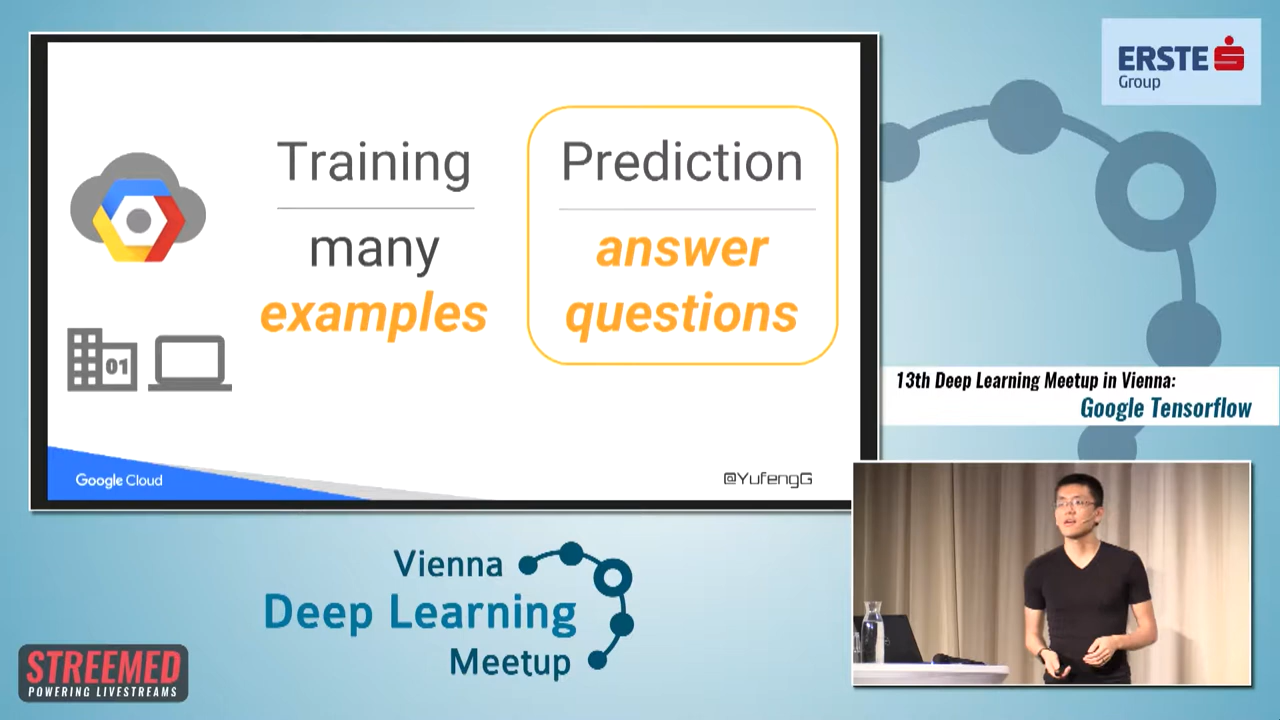 Training
many
examples
Prediction
answer
questions
01
Google Cloud
@YufengG
ERSTE
Group
13th Deep Learning Meetup in Vienna:
Google Tensorflow
Vienna
Deep Learning
Meetup
STREEMED
POWERING LIVESTREAMS